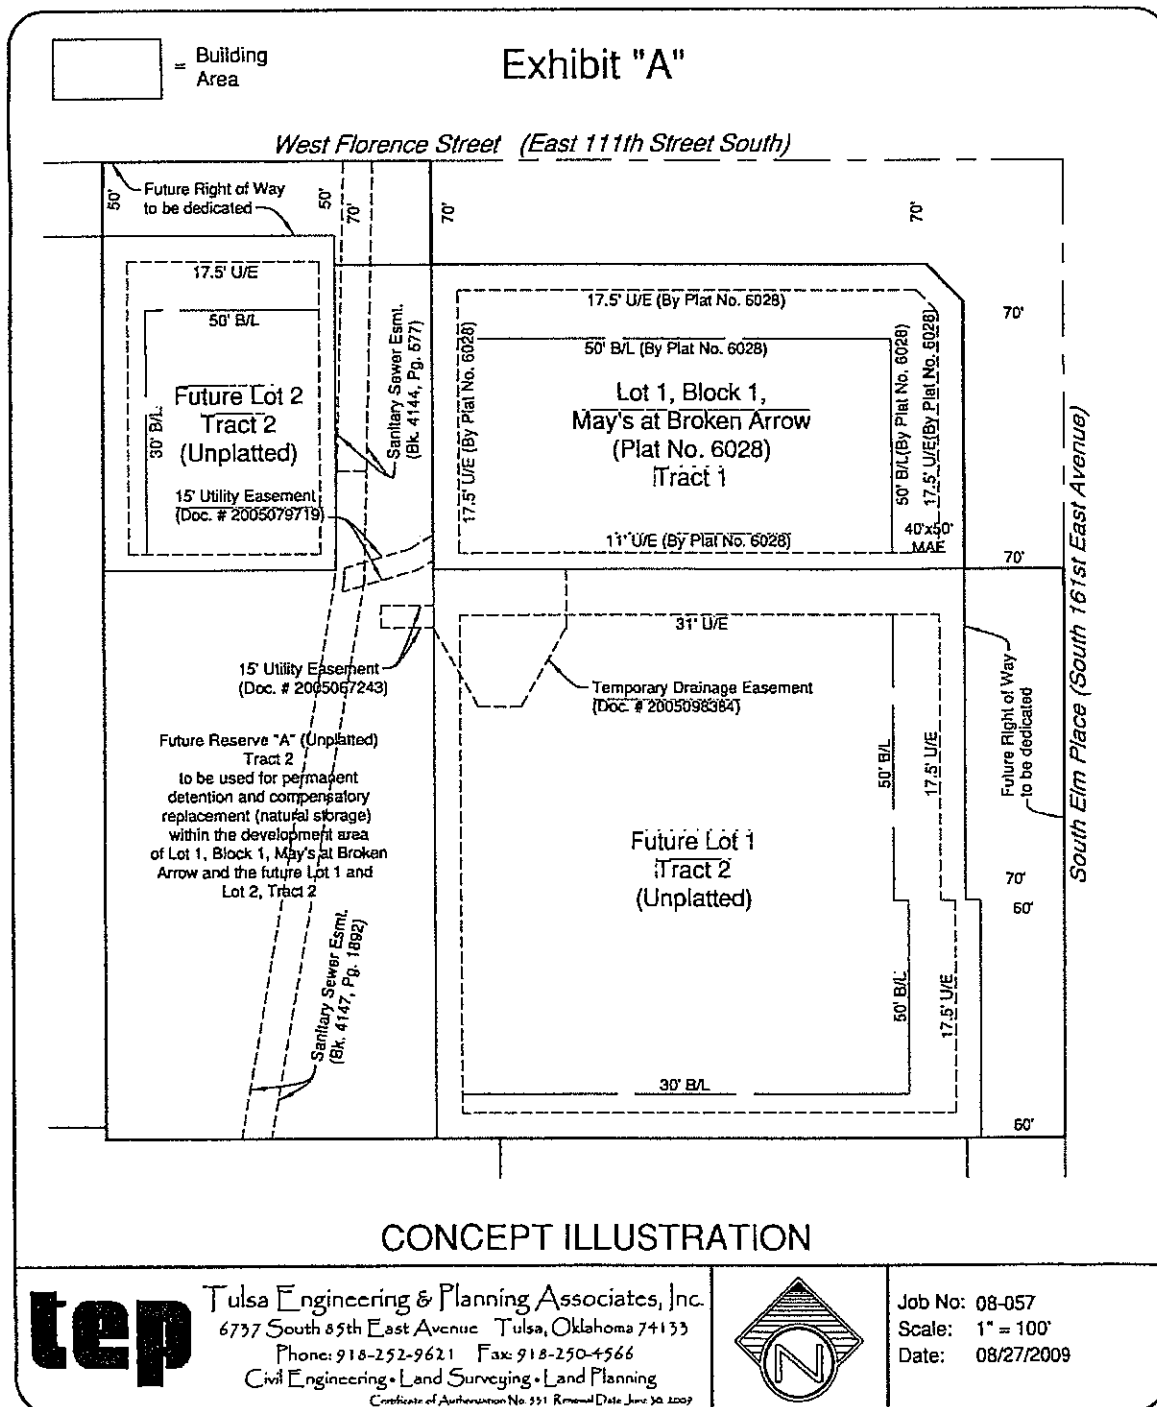 = Building
Area
Exhibit "A"
West Florence Street (East 111th Street South)
50'
Future Right of Way
to be dedicated
50'
70'
70'
70'
17.5' U/E
50' B/L
30' B/L
Future Lot 2
Tract 2
(Unplatted)
15' Utility Easement
(Doc. # 2005079719)
Sanitary Sewer Esmt.
(Bk. 4144, Pg. 577)
17.5' U/E (By Plat No. 6028)
17.5' U/E (By Plat No. 6028)
50' B/L (By Plat No. 6028)
Lot 1, Block 1,
May's at Broken Arrow
(Plat No. 6028)
Tract 1
50' B/L(By Plat No. 6028)
17.5' U/E(By Plat No. 6028)
11' U/E (By Plat No. 6028)
40'x50'
MAE
70'
70'
South Elm Place (South 161st East Avenue)
31' U/E
15' Utility Easement
(Doc. # 2005067243)
Temporary Drainage Easement
(Doc. # 2005098384)
Future Reserve "A" (Unplatted)
Tract 2
to be used for permanent
detention and compensatory
replacement (natural storage)
within the development area
of Lot 1, Block 1, May's at Broken
Arrow and the future Lot 1 and
Lot 2, Tract 2
Sanitary Sewer Esmt.
(Bk. 4147, Pg. 1892)
Future Lot 1
Tract 2
(Unplatted)
50' B/L
17.5' U/E
Future Right of Way
to be dedicated
70'
60'
50' B/L
17.5' U/E
30' B/L
60'
CONCEPT ILLUSTRATION
tep
Tulsa Engineering & Planning Associates, Inc.
6737 South 85th East Avenue Tulsa, Oklahoma 74133
Phone: 918-252-9621 Fax: 918-250-4566
Civil Engineering • Land Surveying • Land Planning
Certificate of Authorization No. 531 Renewal Date June 30, 2009
N
Job No: 08-057
Scale: 1" = 100'
Date: 08/27/2009